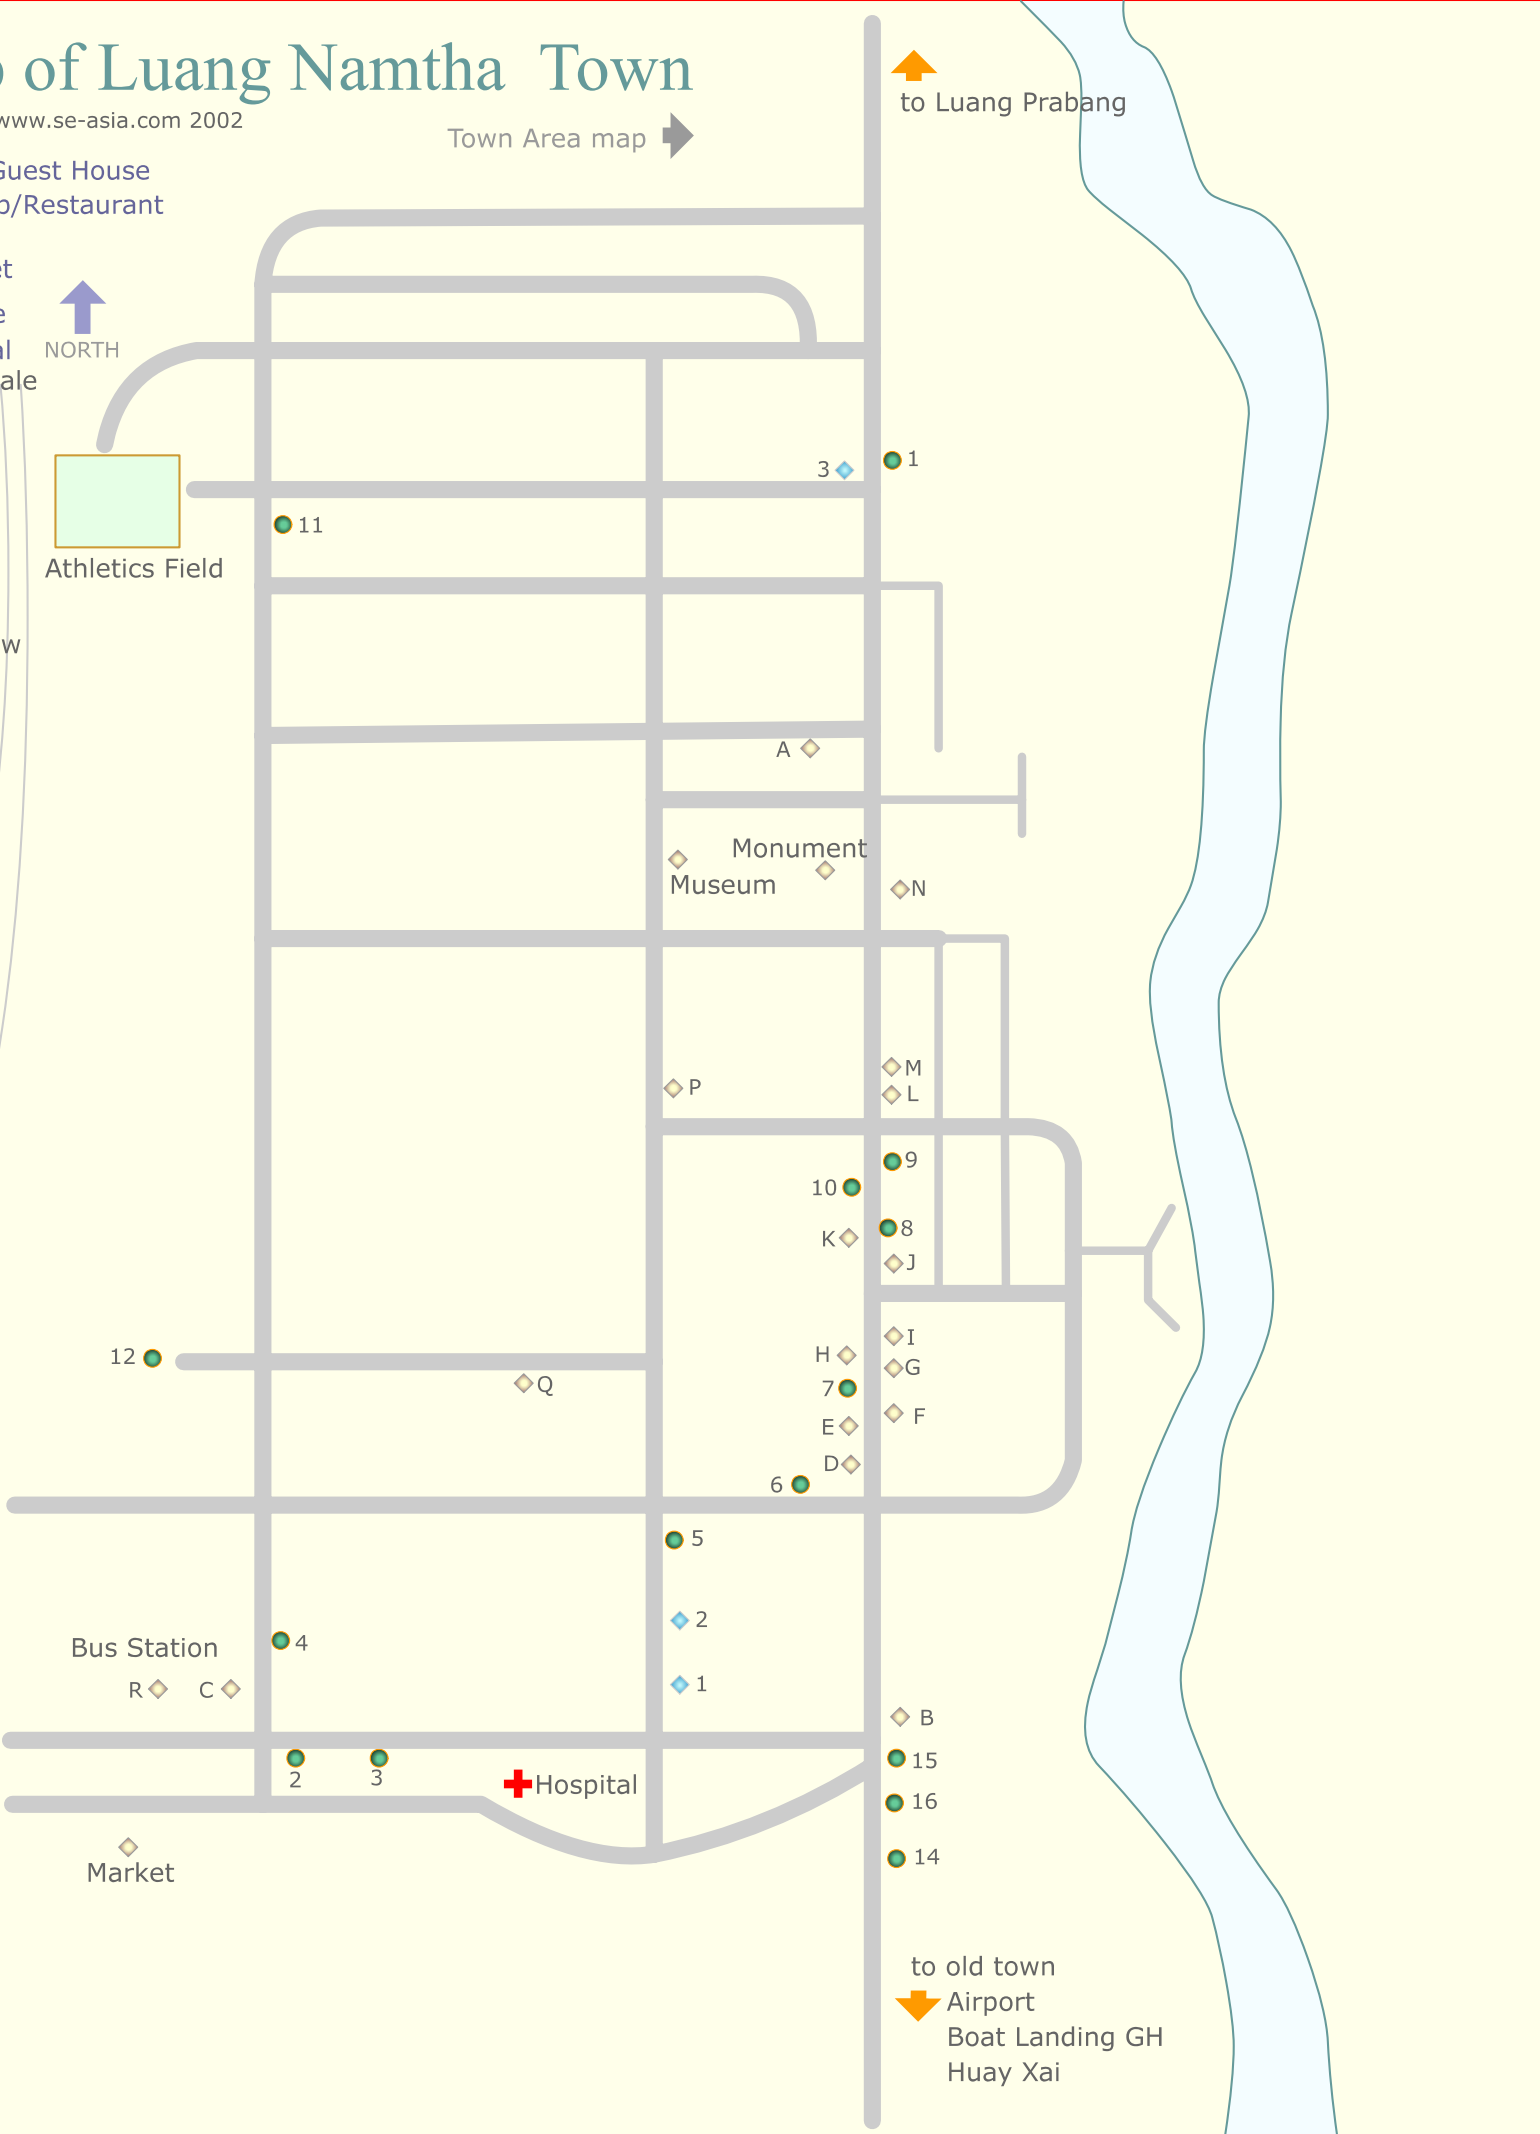 of Luang Namtha Town
www.se-asia.com 2002
to Luang Prabang
Town Area map
Guest House
/Restaurant
NORTH
3
1
11
Athletics Field
A
Monument
Museum
N
M
P
L
9
10
8
K
J
I
12
H
G
Q
7
F
E
D
6
5
2
4
Bus Station
1
R
C
B
15
2
3
Hospital
16
14
Market
to old town
Airport
Boat Landing GH
Huay Xai